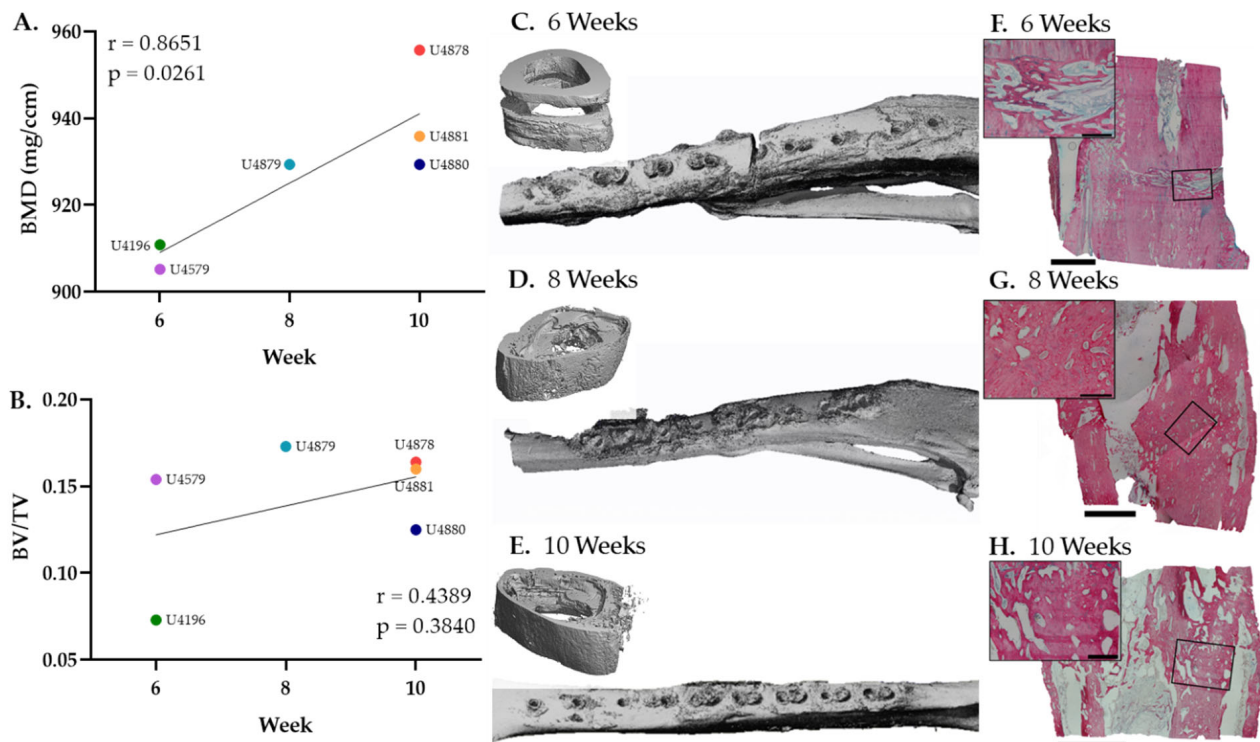 A.
960
940
920
900
BMD (mg/ccm)
r = 0.8651
p = 0.0261
U4878
U4881
U4880
U4879
U4196
U4579
6
8
10
Week
B.
0.20
0.15
0.10
0.05
BV/TV
U4579
U4879
U4878
U4881
U4880
U4196
r = 0.4389
p = 0.3840
6
8
10
Week
C. 6 Weeks
D. 8 Weeks
E. 10 Weeks
F. 6 Weeks
G. 8 Weeks
H. 10 Weeks